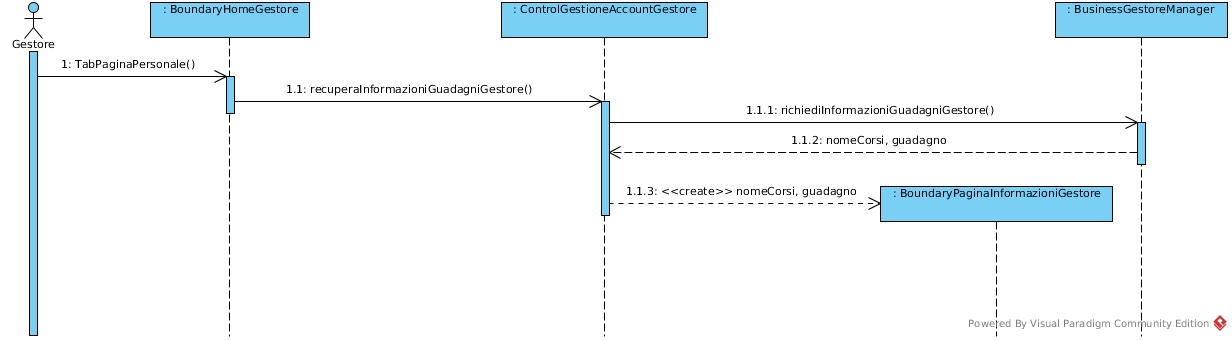 : BoundaryHomeGestore
: ControlGestioneAccountGestore
: BusinessGestoreManager
Gestore
1: TabPaginaPersonale()
1.1: recuperaInformazioniGuadagniGestore()
1.1.1: richiediInformazioniGuadagniGestore()
1.1.2: nomeCorsi, guadagno
1.1.3: <<create>> nomeCorsi, guadagno
: BoundaryPaginaInformazioniGestore
Powered By Visual Paradigm Community Edition